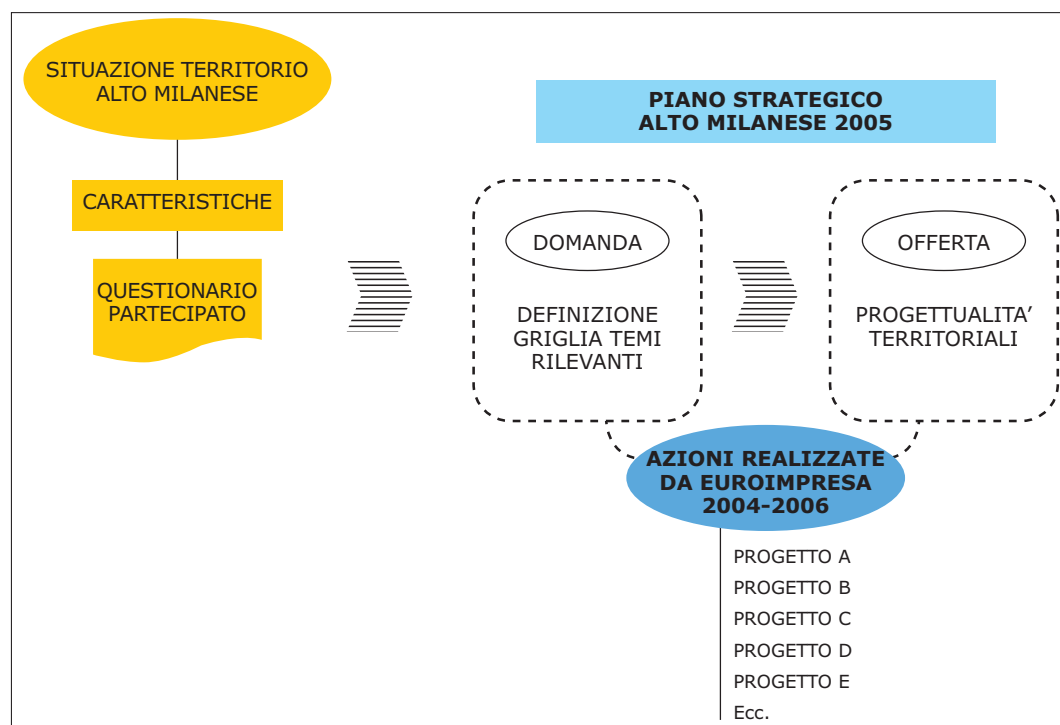 SITUAZIONE TERRITORIO
ALTO MILANESE
CARATTERISTICHE
QUESTIONARIO
PARTECIPATO
PIANO STRATEGICO
ALTO MILANESE 2005
DOMANDA
DEFINIZIONE
GRIGLIA TEMI
RILEVANTI
OFFERTA
PROGETTUALITA’
TERRITORIALI
AZIONI REALIZZATE
DA EUROIMPRESA
2004-2006
PROGETTO A
PROGETTO B
PROGETTO C
PROGETTO D
PROGETTO E
Ecc.